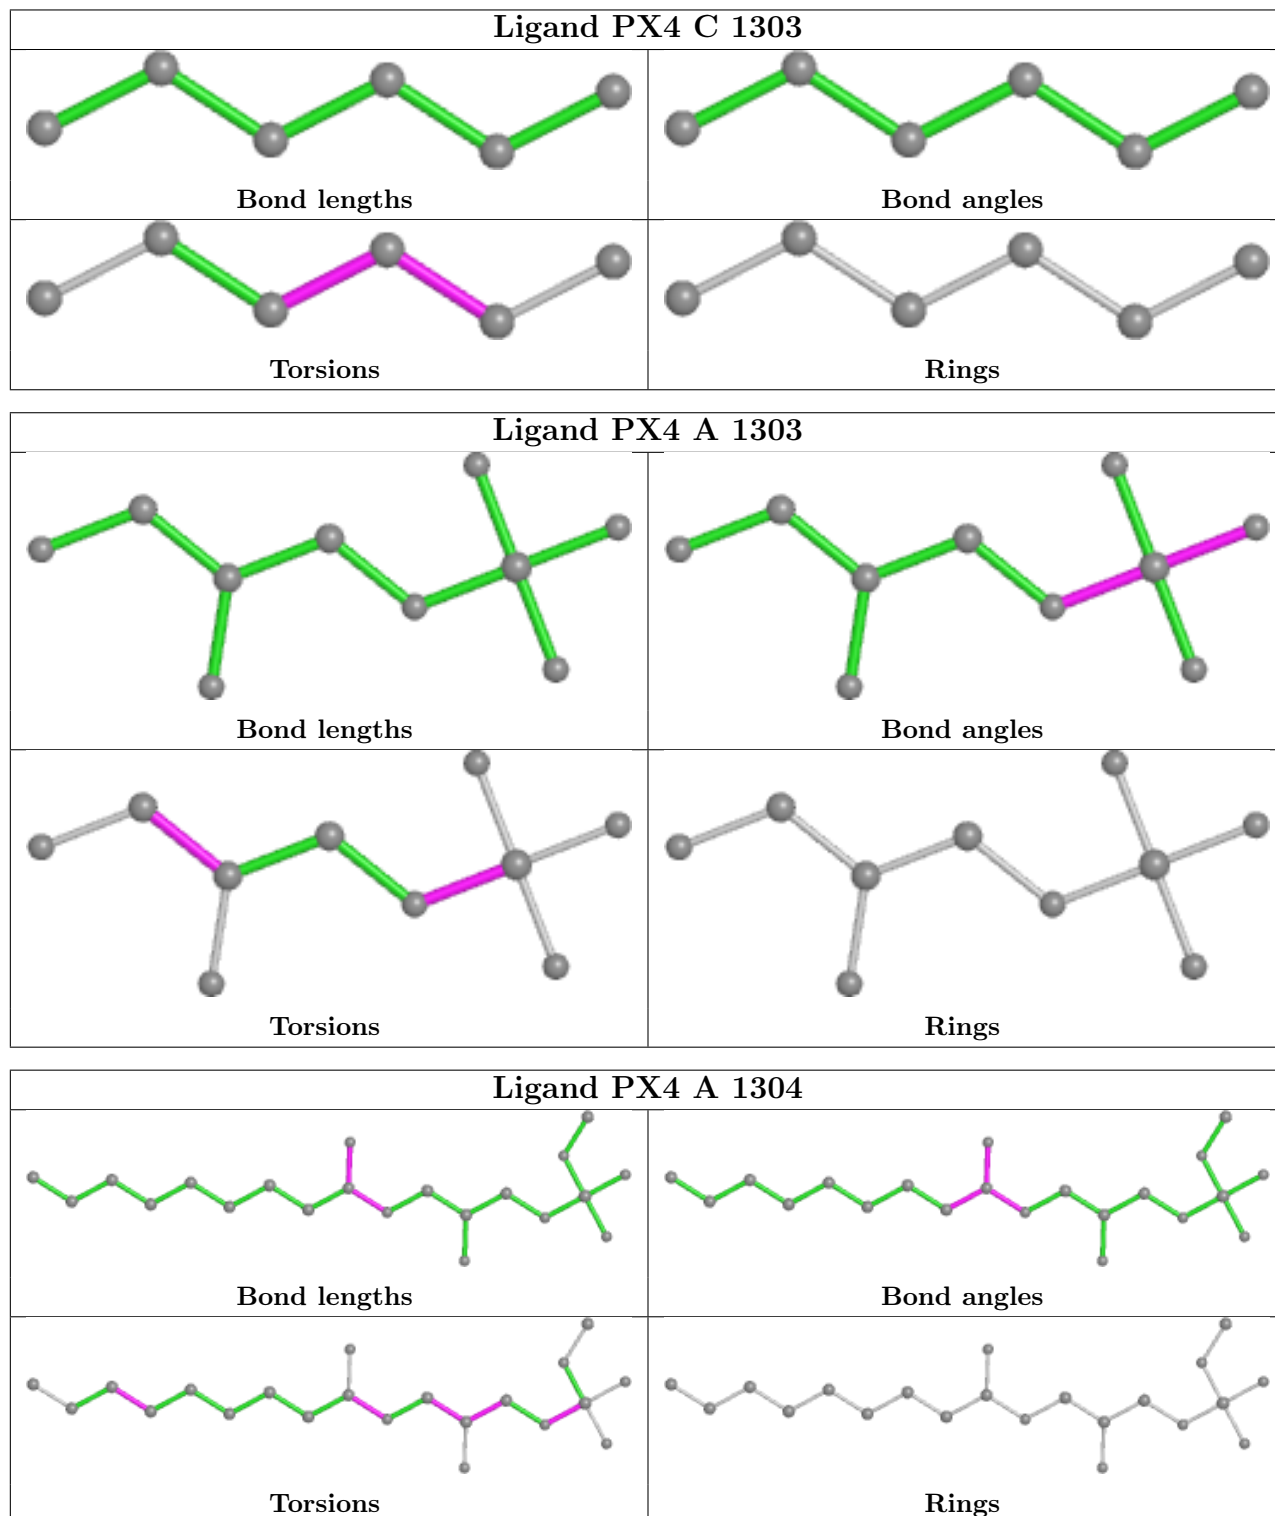 Ligand PX4 C 1303
Bond lengths
Bond angles
Torsions
Rings
Ligand PX4 A 1303
Bond lengths
Bond angles
Torsions
Rings
Ligand PX4 A 1304
Bond lengths
Bond angles
Torsions
Rings